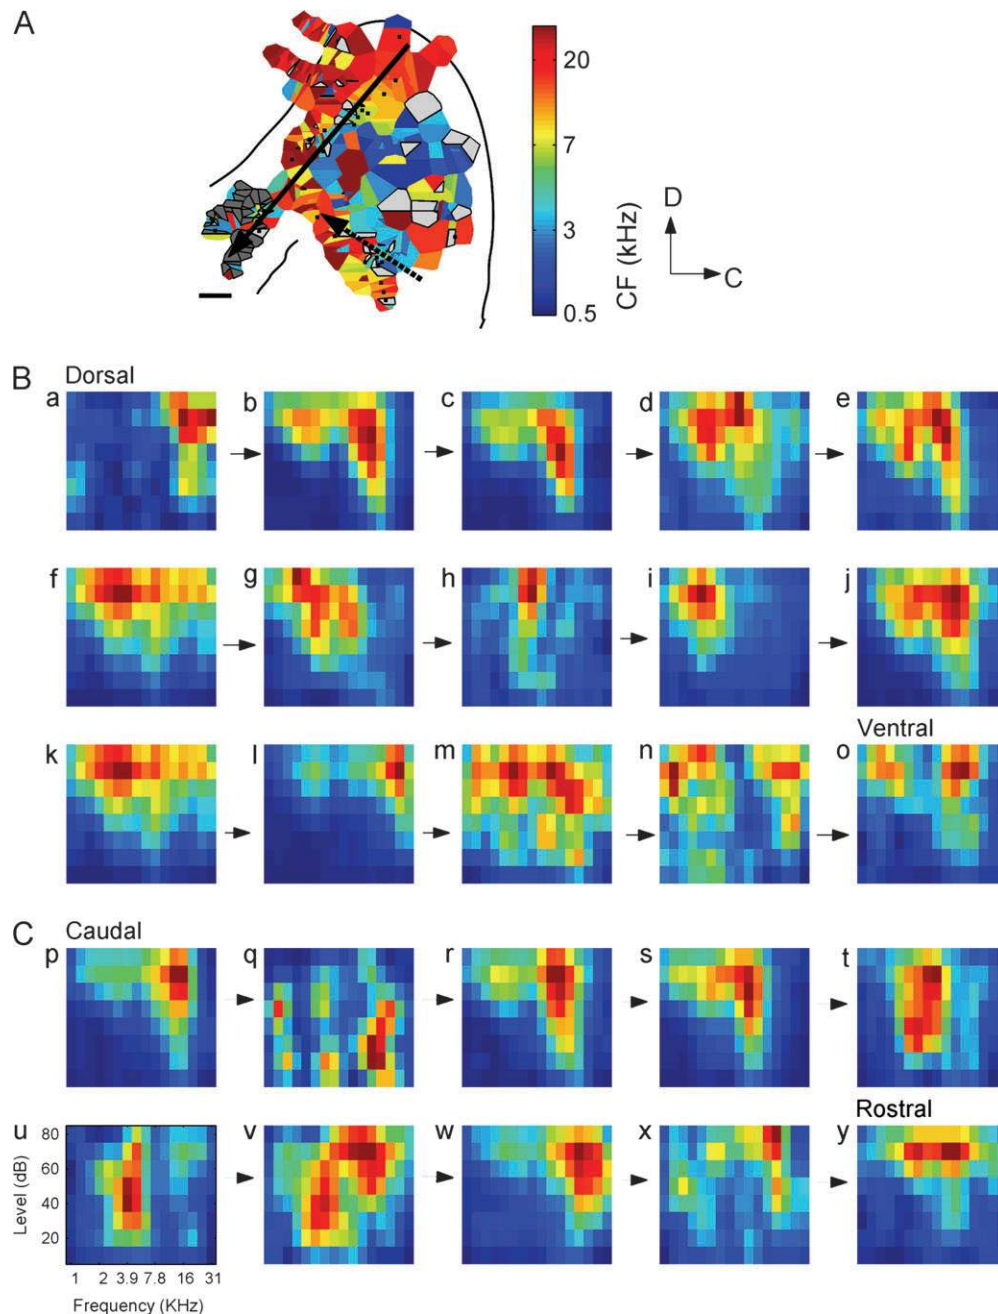 A
20
7
3
0.5
CF (kHz)
D
C
B
Dorsal
a
b
c
d
e
f
g
h
i
j
Ventral
k
l
m
n
o
C
Caudal
p
q
r
s
t
Rostral
u
v
w
x
y
80
60
40
20
Level (dB)
1 2 3.9 7.8 16 31
Frequency (KHz)